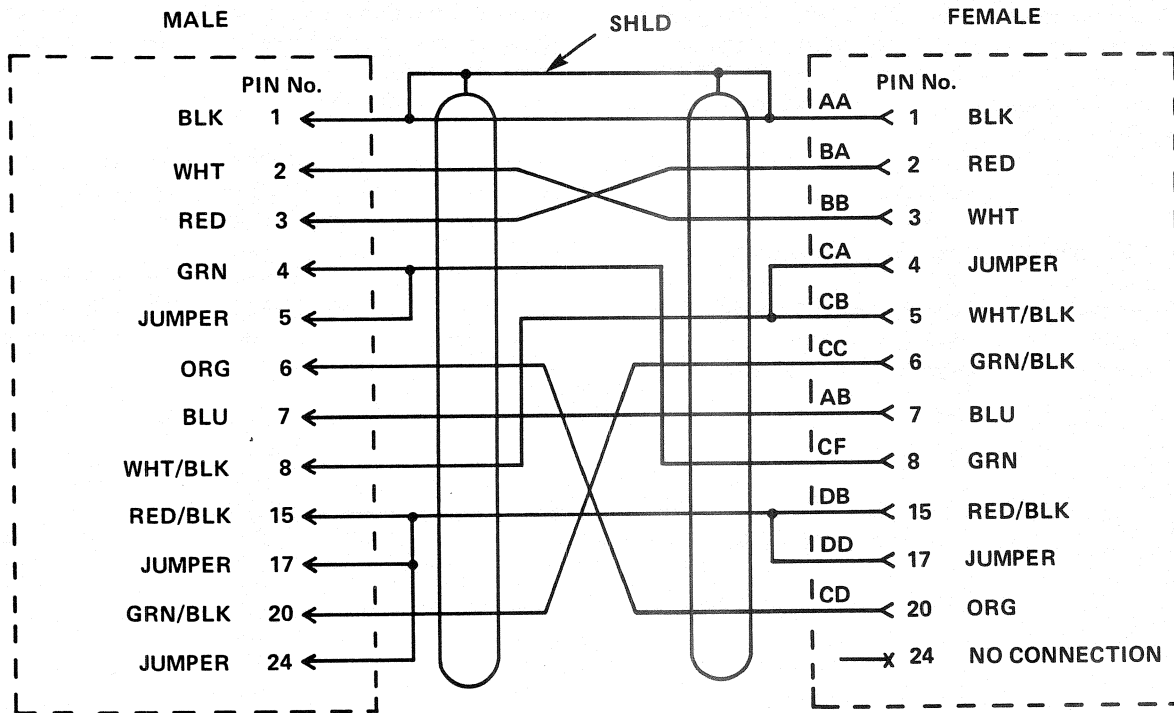 MALE SHLD FEMALE
PIN No. PIN No.
BLK 1 AA 1 BLK
WHT 2 BA 2 RED
RED 3 BB 3 WHT
GRN 4 CA 4 JUMPER
JUMPER 5 CB 5 WHT/BLK
ORG 6 CC 6 GRN/BLK
BLU 7 AB 7 BLU
WHT/BLK 8 CF 8 GRN
RED/BLK 15 DB 15 RED/BLK
JUMPER 17 DD 17 JUMPER
GRN/BLK 20 CD 20 ORG
JUMPER 24 24 NO CONNECTION